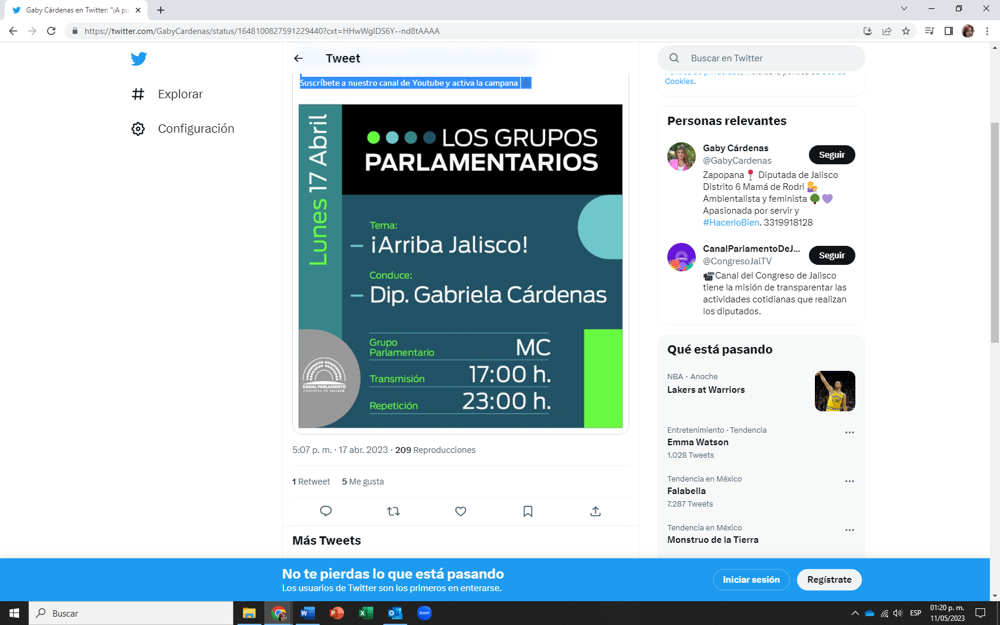 Gaby Cárdenas en Twitter: "¡A pu
https://twitter.com/GabyCardenas/status/1648100827591229440?cxt=HHwWgIDS6Y--nd8tAAAA
Explorar
Configuración
Tweet
Suscríbete a nuestro canal de Youtube y activa la campana
Lunes 17 Abril
LOS GRUPOS
PARLAMENTARIOS
Tema:
– ¡Arriba Jalisco!
Conduce:
– Dip. Gabriela Cárdenas
Grupo
Parlamentario
MC
Transmisión
17:00 h.
Repetición
23:00 h.
CANAL PARLAMENTO
CONGRESO DE JALISCO
5:07 p. m. · 17 abr. 2023 · 209 Reproducciones
1 Retweet 5 Me gusta
Más Tweets
Buscar en Twitter
Cookies.
Personas relevantes
Gaby Cárdenas
@GabyCardenas
Seguir
Zapopana📍 Diputada de Jalisco
Distrito 6 Mamá de Rodri
Ambientalista y feminista 🌳💜
Apasionada por servir y
#HacerloBien. 3319918128
CanalParlamentoDeJ...
@CongresoJalTV
Seguir
Canal del Congreso de Jalisco
tiene la misión de transparentar las
actividades cotidianas que realizan
los diputados.
Qué está pasando
NBA · Anoche
Lakers at Warriors
Entretenimiento · Tendencia
Emma Watson
1.028 Tweets
Tendencia en México
Falabella
7.287 Tweets
Tendencia en México
Monstruo de la Tierra
No te pierdas lo que está pasando
Los usuarios de Twitter son los primeros en enterarse.
Iniciar sesión
Regístrate
Buscar
zoom
ESP
01:20 p. m.
11/05/2023